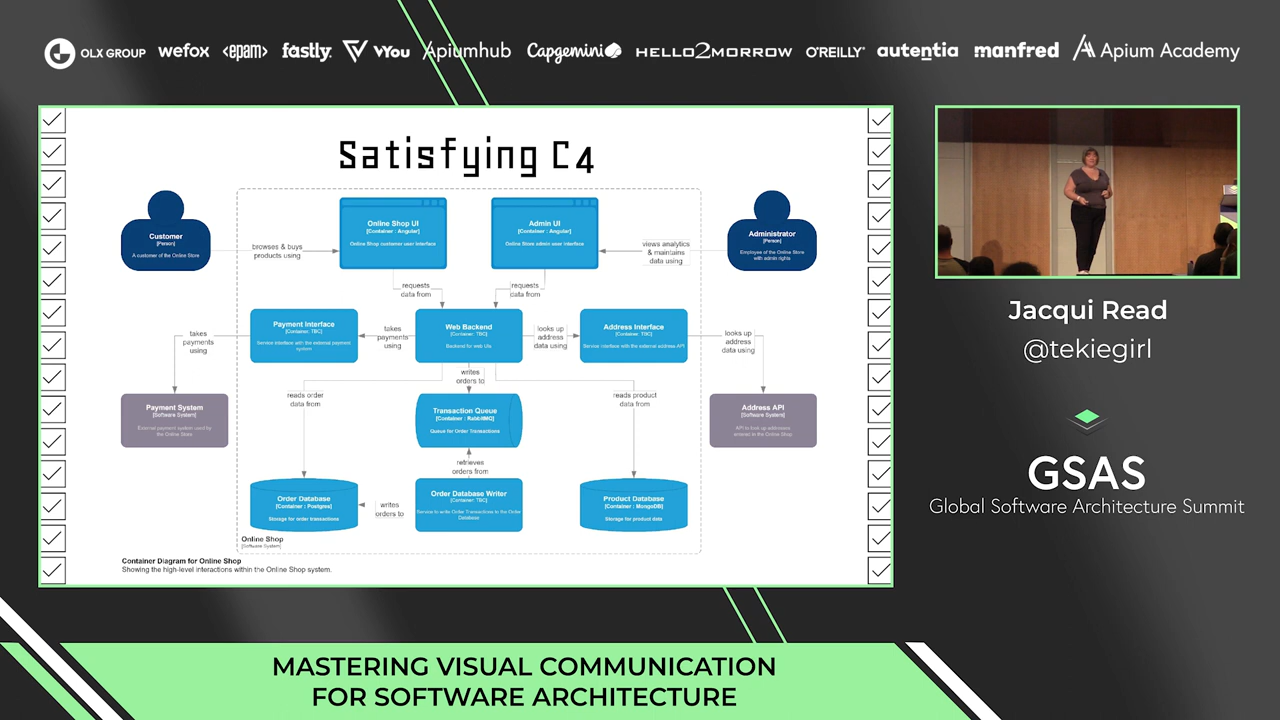 OLX GROUP wefox <epam> fastly. VYou Apiumhub Capgemini HELLO2MORROW O'REILLY autentia manfred Apium Academy
Satisfying C4
Customer
[Person]
A customer of the Online Store
browses & buys
products using
Online Shop UI
[Container : Angular]
Online Shop customer user interface
Admin UI
[Container : Angular]
Online Store admin user interface
views analytics
& maintains
data using
Administrator
[Person]
Employee of the Online Store
with admin rights
requests
data from
requests
data from
takes
payments
using
Payment Interface
[Container: TBC]
Service interface with the external payment
system
takes
payments
using
Web Backend
[Container: TBC]
Backend for web UIs
looks up
address
data using
Address Interface
[Container: TBC]
Service interface with the external address API
looks up
address
data using
writes
orders to
reads order
data from
reads product
data from
Payment System
[Software System]
External payment system used by
the Online Store
Transaction Queue
[Container : RabbitMQ]
Queue for Order Transactions
Address API
[Software System]
API to look up addresses
entered to the Online Shop
retrieves
orders from
Order Database
[Container : Postgres]
Storage for order transactions
writes
orders to
Order Database Writer
[Container: TBC]
Service to write Order Transactions to the Order
Database
Product Database
[Container : MongoDB]
Storage for product data
Online Shop
[Software System]
Container Diagram for Online Shop
Showing the high-level interactions within the Online Shop system.
Jacqui Read
@tekiegirl
GSAS
Global Software Architecture Summit
MASTERING VISUAL COMMUNICATION
FOR SOFTWARE ARCHITECTURE